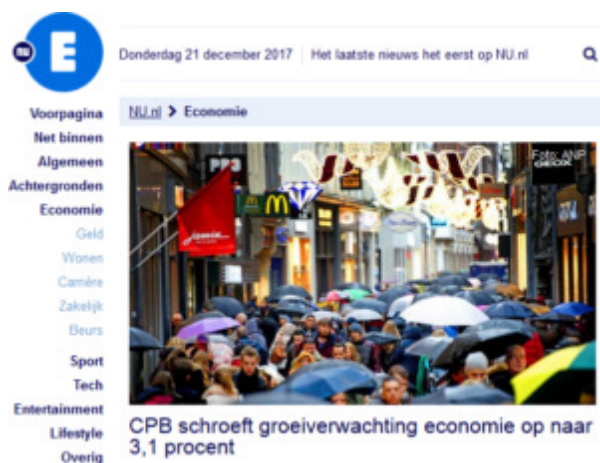 NU
E
Donderdag 21 december 2017 | Het laatste nieuws het eerst op NU.nl
Voorpagina
Net binnen
Algemeen
Achtergronden
Economie
Geld
Wonen
Carrière
Zakelijk
Beurs
Sport
Tech
Entertainment
Lifestyle
Overig
NU.nl > Economie
Foto: ANP
GEOX
CPB schroeft groeiverwachting economie op naar
3,1 procent